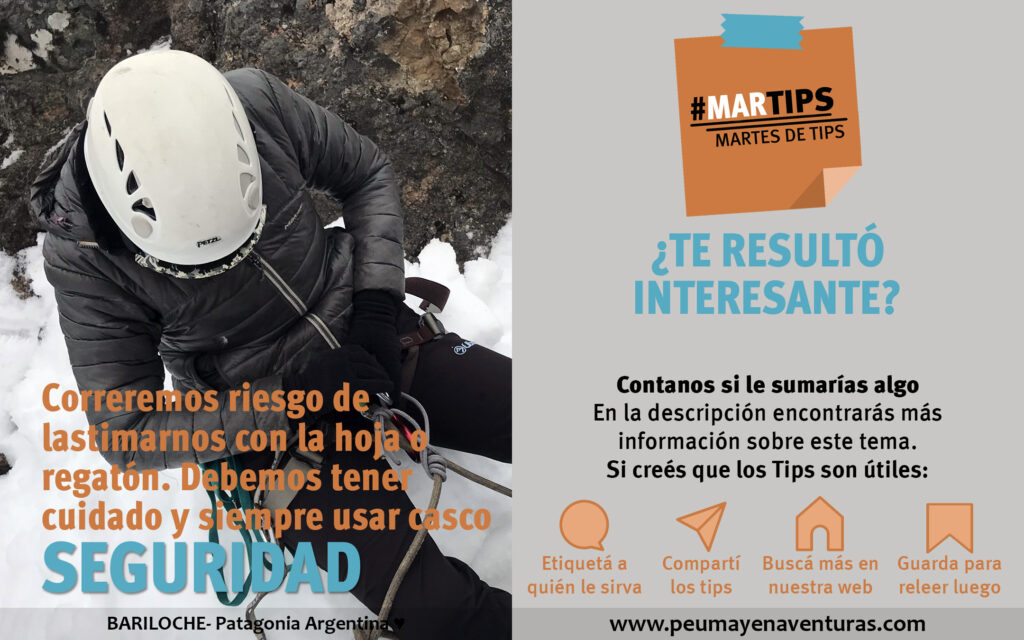 PETZL
Correremos riesgo de
lastimarnos con la hoja o
regatón. Debemos tener
cuidado y siempre usar casco
SEGURIDAD
BARILOCHE- Patagonia Argentina ♥
#MARTIPS
MARTES DE TIPS
¿TE RESULTÓ
INTERESANTE?
Contanos si le sumarías algo
En la descripción encontrarás más
información sobre este tema.
Si creés que los Tips son útiles:
Etiquetá a
quién le sirva
Compartí
los tips
Buscá más en
nuestra web
Guarda para
releer luego
www.peumayenaventuras.com